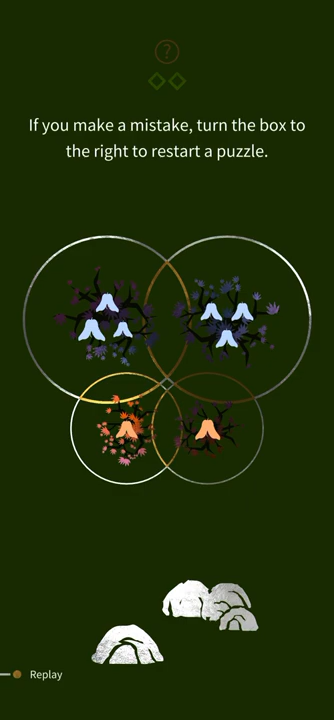 ?
If you make a mistake, turn the box to
the right to restart a puzzle.
Replay